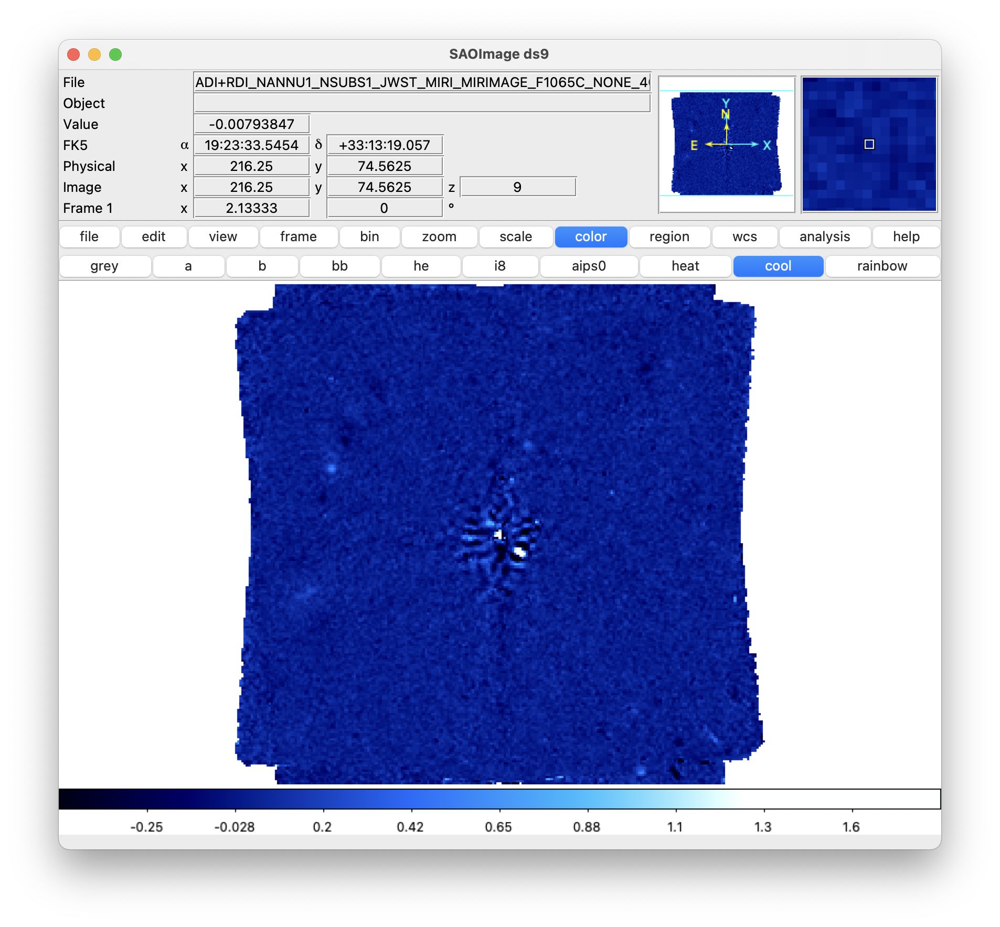 SAOImage ds9
File ADI+RDI_NANNU1_NSUBS1_JWST_MIRI_MIRIMAGE_F1065C_NONE_4
Object
Value -0.00793847
FK5 α 19:23:33.5454 δ +33:13:19.057
Physical x 216.25 y 74.5625
Image x 216.25 y 74.5625 z 9
Frame 1 x 2.13333 0 °
Y
N
E X
file edit view frame bin zoom scale color region wcs analysis help
grey a b bb he i8 aips0 heat cool rainbow
-0.25 -0.028 0.2 0.42 0.65 0.88 1.1 1.3 1.6